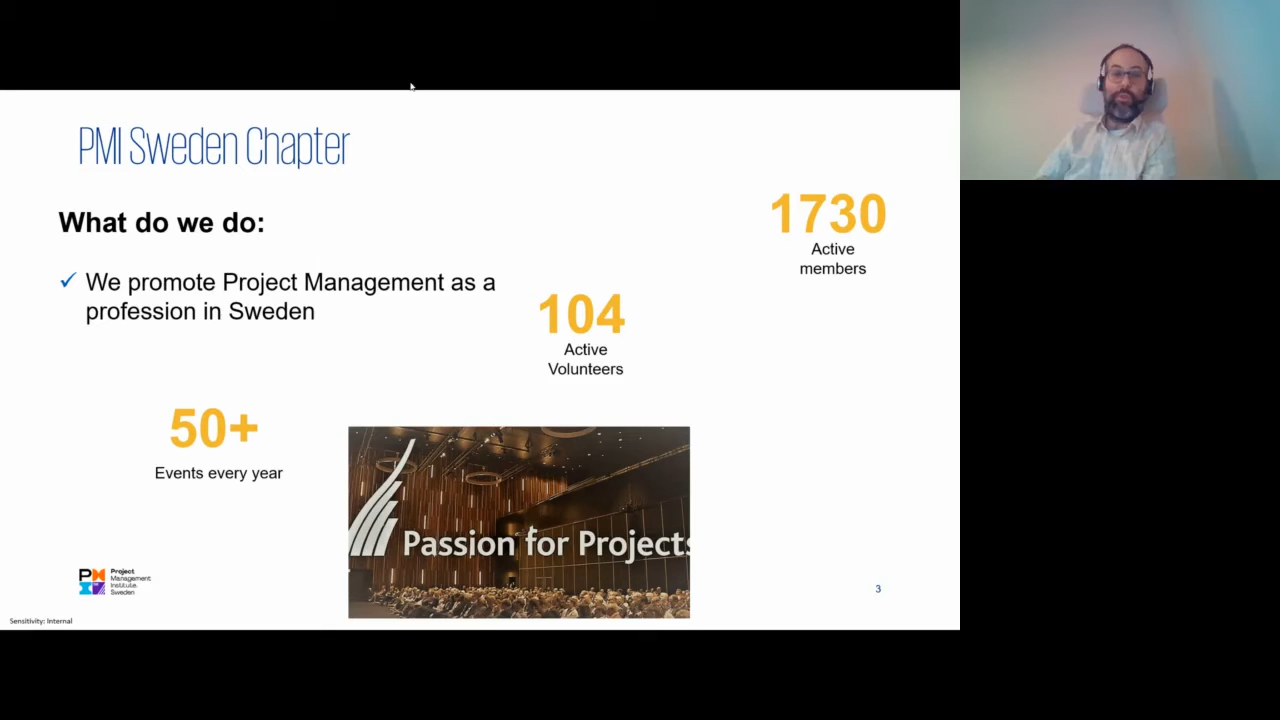 PMI Sweden Chapter
What do we do:
✓ We promote Project Management as a
profession in Sweden
1730
Active
members
104
Active
Volunteers
50+
Events every year
Passion for Projects
PM
Project
Management
Institute.
Sweden
3
Sensitivity: Internal